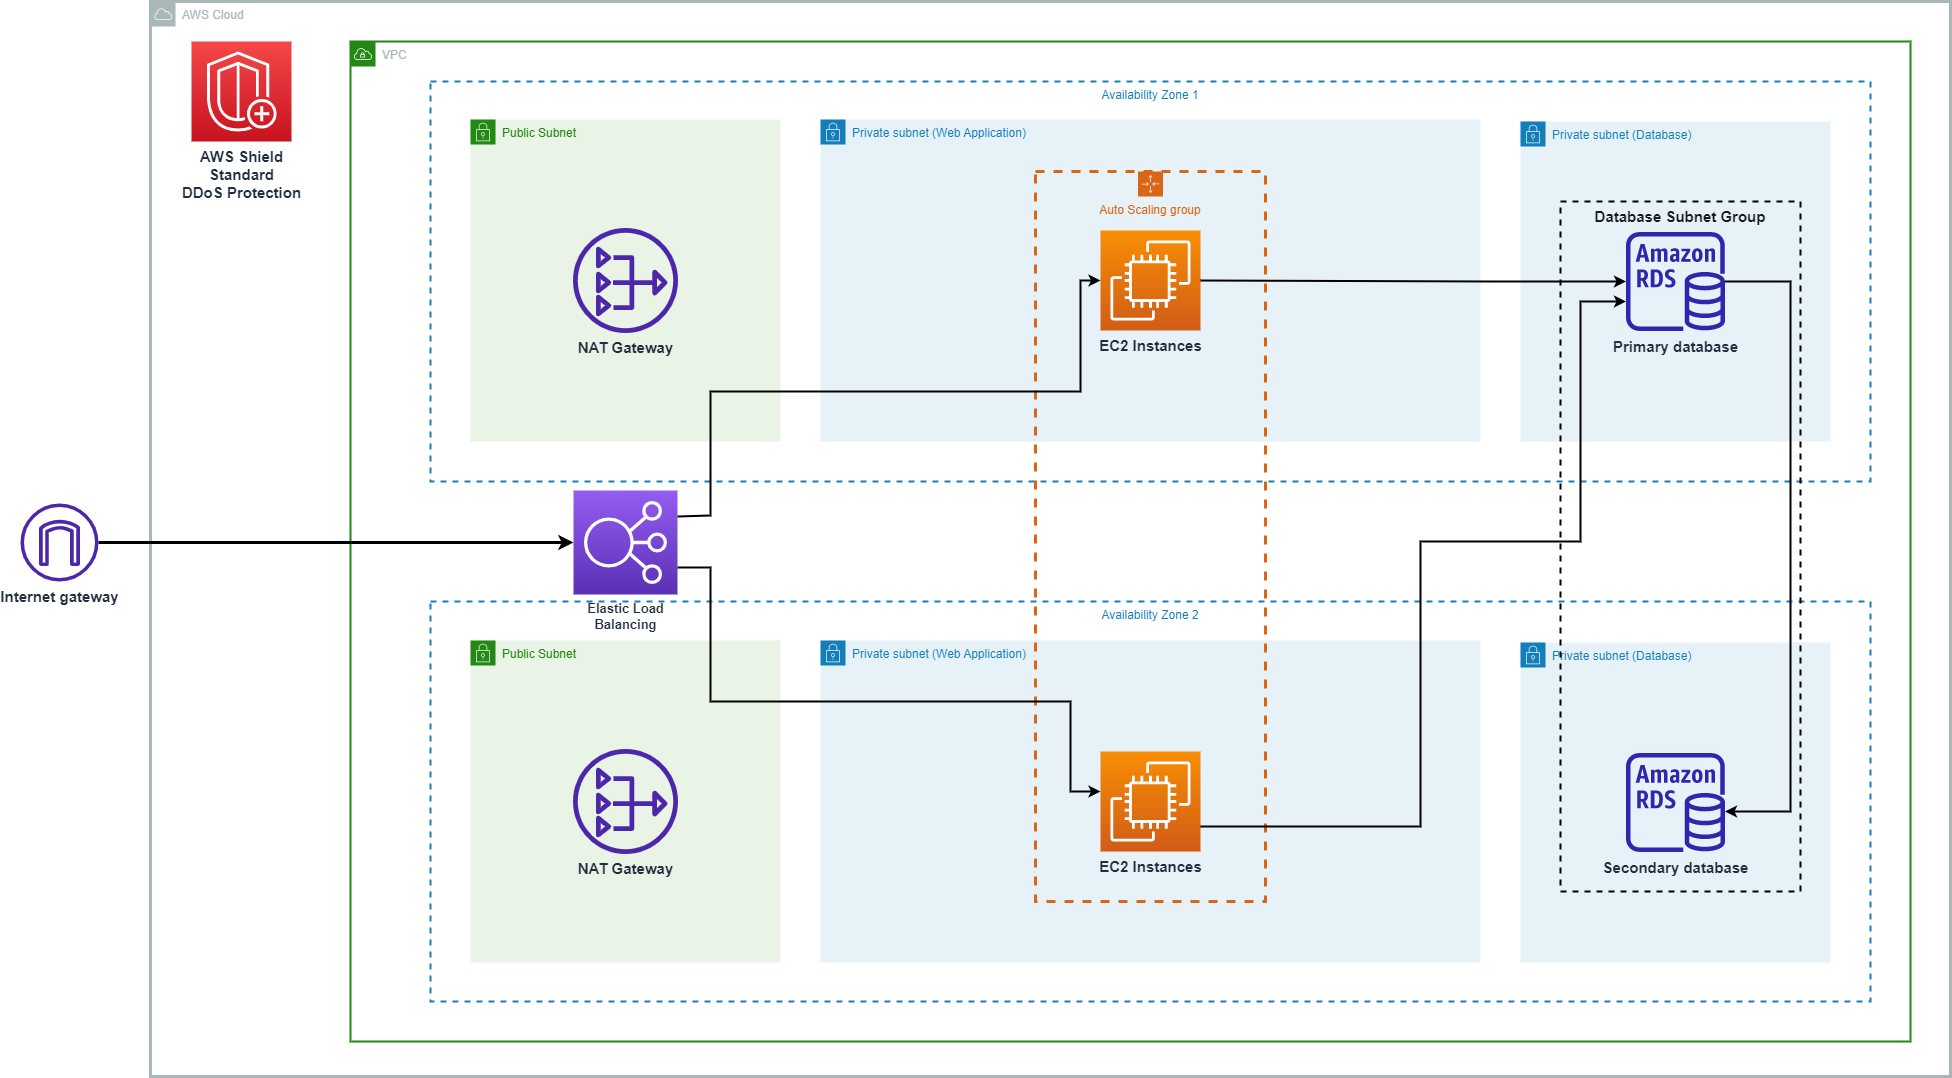 AWS Cloud
AWS Shield
Standard
DDoS Protection
VPC
Availability Zone 1
Public Subnet
NAT Gateway
Private subnet (Web Application)
Auto Scaling group
EC2 Instances
Private subnet (Database)
Database Subnet Group
Amazon
RDS
Primary database
Internet gateway
Elastic Load
Balancing
Availability Zone 2
Public Subnet
NAT Gateway
Private subnet (Web Application)
EC2 Instances
Private subnet (Database)
Amazon
RDS
Secondary database